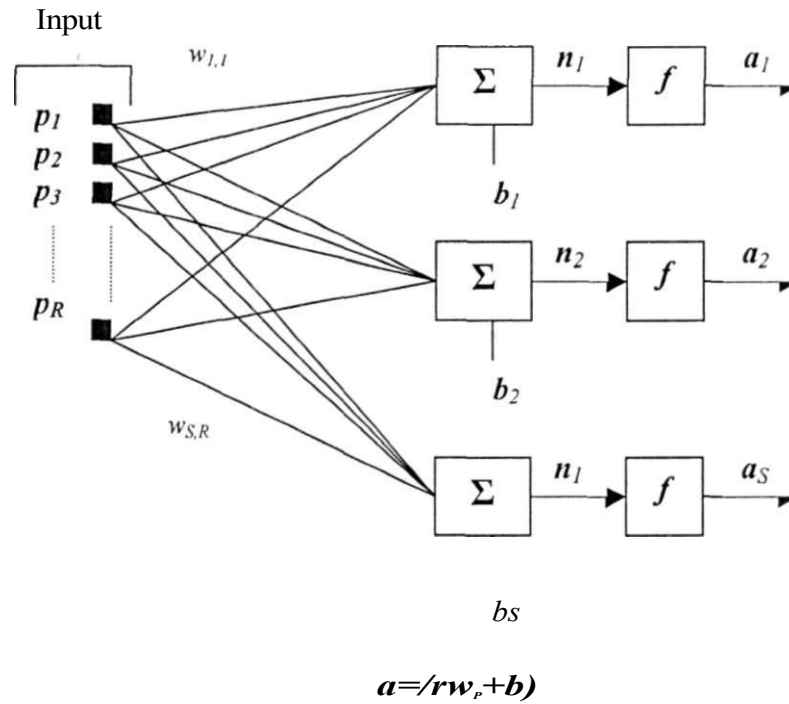 Input
w1,1
p1
p2
p3
pR
wS,R
Σ n1 f a1
b1
Σ n2 f a2
b2
Σ n1 f aS
bs
a=/rwP+b)